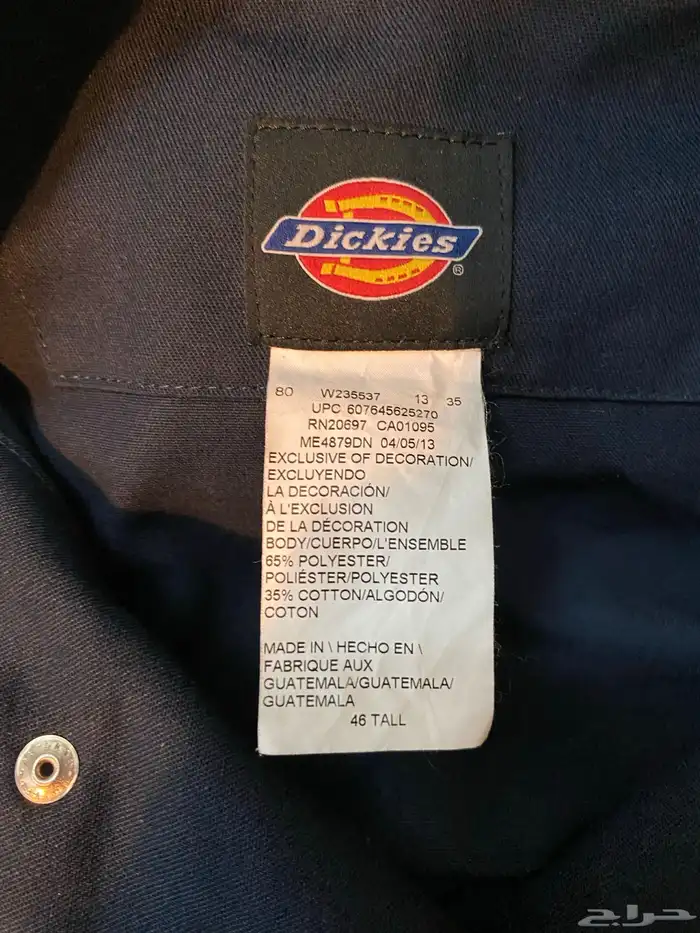 Dickies
®
80 W235537 13 35
UPC 607645625270
RN20697 CA01095
ME4879DN 04/05/13
EXCLUSIVE OF DECORATION/
EXCLUYENDO
LA DECORACIÓN/
À L'EXCLUSION
DE LA DÉCORATION
BODY/CUERPO/L'ENSEMBLE
65% POLYESTER/
POLIÉSTER/POLYESTER
35% COTTON/ALGODÓN/
COTON
MADE IN \ HECHO EN \
FABRIQUE AUX
GUATEMALA/GUATEMALA/
GUATEMALA
46 TALL
حراج